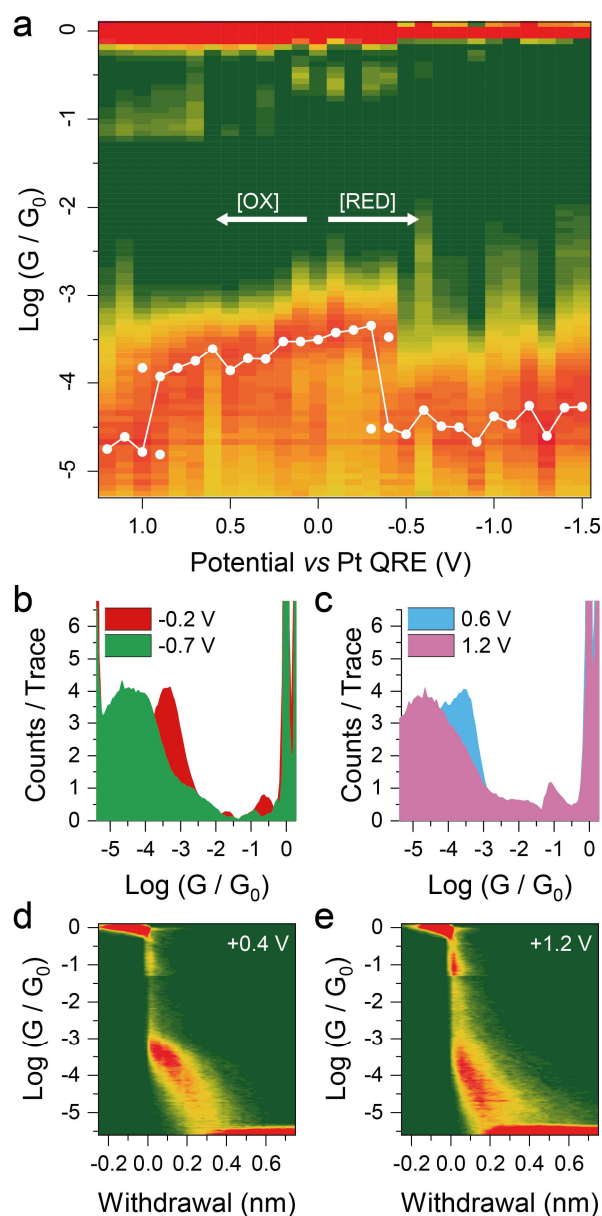 a
0
-1
-2
-3
-4
-5
Log (G / G0)
[OX] [RED]
1.0 0.5 0.0 -0.5 -1.0 -1.5
Potential vs Pt QRE (V)
b
-0.2 V
-0.7 V
6
5
4
3
2
1
0
Counts / Trace
-5 -4 -3 -2 -1 0
Log (G / G0)
c
0.6 V
1.2 V
6
5
4
3
2
1
0
Counts / Trace
-5 -4 -3 -2 -1 0
Log (G / G0)
d
+0.4 V
0
-1
-2
-3
-4
-5
Log (G / G0)
-0.2 0.0 0.2 0.4 0.6
Withdrawal (nm)
e
+1.2 V
0
-1
-2
-3
-4
-5
Log (G / G0)
-0.2 0.0 0.2 0.4 0.6
Withdrawal (nm)